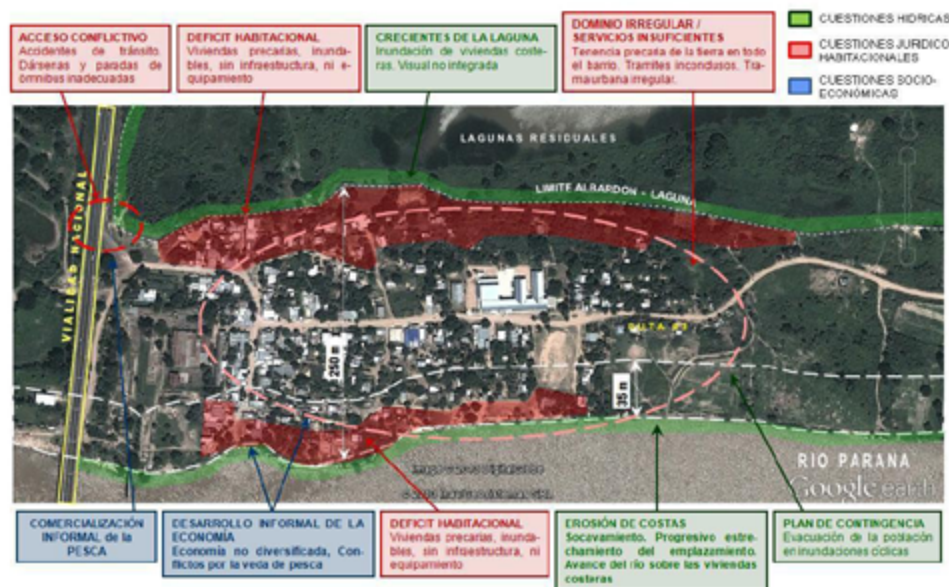 ACCESO CONFLICTIVO
Accidentes de tránsito.
Dársenas y paradas de
ómnibus inadecuadas
DEFICIT HABITACIONAL
Viviendas precarias, inunda-
bles, sin infraestructura, ni e-
quipamiento
CRECIENTES DE LA LAGUNA
Inundación de viviendas coste-
ras. Visual no integrada
DOMINIO IRREGULAR /
SERVICIOS INSUFICIENTES
Tenencia precaria de la tierra en todo
el barrio. Tramites inconclusos. Tra-
ma urbana irregular.
CUESTIONES HIDRICAS
CUESTIONES JURIDICO
HABITACIONALES
CUESTIONES SOCIO-
ECONÓMICAS
LAGUNAS RESIDUALES
LIMITE ALBARDON - LAGUNA
VIALIDAD NACIONAL
250 m
35 m
RIO PARANA
Google earth
COMERCIALIZACIÓN
INFORMAL de la
PESCA
DESARROLLO INFORMAL DE LA
ECONOMÍA
Economía no diversificada, Con-
flictos por la veda de pesca
DEFICIT HABITACIONAL
Viviendas precarias, inunda-
bles, sin infraestructura, ni
equipamiento
EROSIÓN DE COSTAS
Socavamiento. Progresivo estre-
chamiento del emplazamiento.
Avance del río sobre las viviendas
costeras
PLAN DE CONTINGENCIA
Evacuación de la población
en inundaciones cíclicas